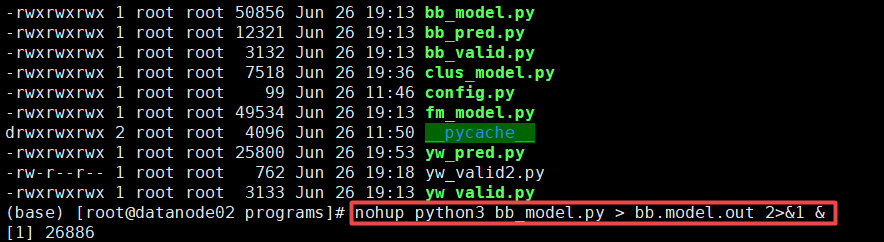 -rwxrwxrwx 1 root root 50856 Jun 26 19:13 bb_model.py
-rwxrwxrwx 1 root root 12321 Jun 26 19:13 bb_pred.py
-rwxrwxrwx 1 root root  3132 Jun 26 19:13 bb_valid.py
-rwxrwxrwx 1 root root  7518 Jun 26 19:36 clus_model.py
-rwxrwxrwx 1 root root    99 Jun 26 11:46 config.py
-rwxrwxrwx 1 root root 49534 Jun 26 19:13 fm_model.py
drwxrwxrwx 2 root root  4096 Jun 26 11:50 __pycache__
-rwxrwxrwx 1 root root 25800 Jun 26 19:53 yw_pred.py
-rw-r--r-- 1 root root   762 Jun 26 19:18 yw_valid2.py
-rwxrwxrwx 1 root root  3133 Jun 26 19:13 yw_valid.py
(base) [root@datanode02 programs]# nohup python3 bb_model.py > bb.model.out 2>&1 &
[1] 26886